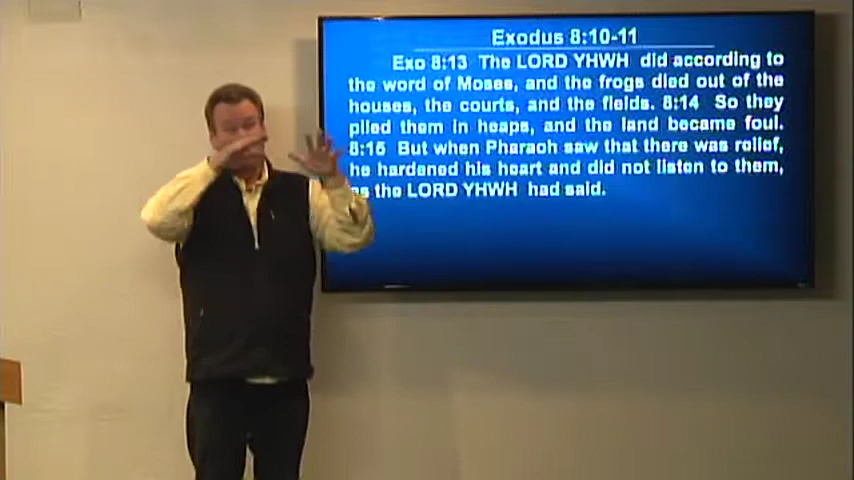 Exodus 8:10-11
Exo 8:13 The LORD YHWH did according to
the word of Moses, and the frogs died out of the
houses, the courts, and the fields. 8:14 So they
piled them in heaps, and the land became foul.
8:15 But when Pharaoh saw that there was relief,
he hardened his heart and did not listen to them,
as the LORD YHWH had said.